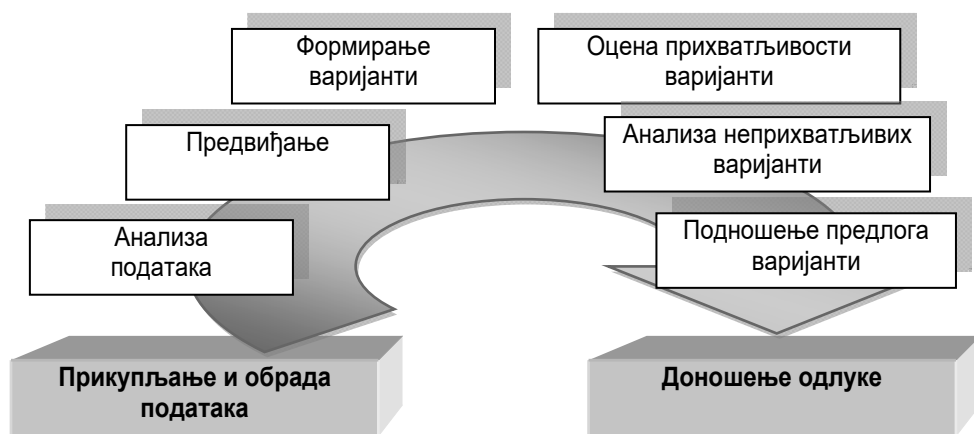 Формирање
варијанти
Оцена прихватљивости
варијанти
Предвиђање
Анализа неприхватљивих
варијанти
Анализа
података
Подношење предлога
варијанти
Прикупљање и обрада
података
Доношење одлуке